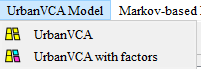 UrbanVCA Model Markov-based
UrbanVCA
UrbanVCA with factors